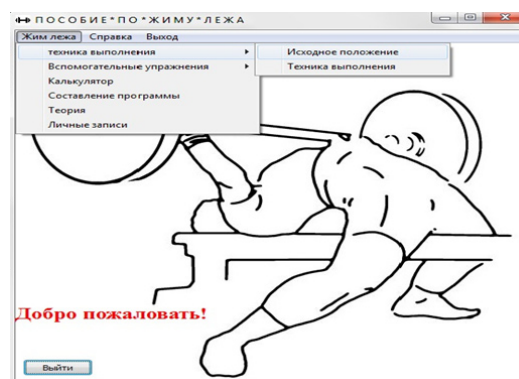 ПОСОБИЕ*ПО*ЖИМУ*ЛЕЖА
Жим лежа Справка Выход
техника выполнения
Вспомогательные упражнения
Калькулятор
Составление программы
Теория
Личные записи
Исходное положение
Техника выполнения
Добро пожаловать!
Выйти